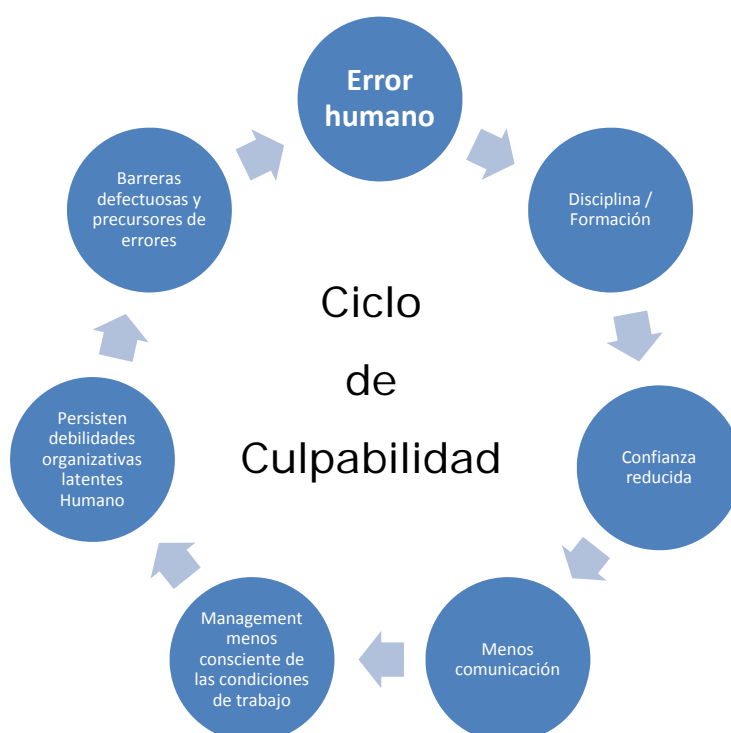 Error
humano
Disciplina /
Formación
Confianza
reducida
Menos
comunicación
Management
menos
consciente de
las condiciones
de trabajo
Persisten
debilidades
organizativas
latentes
Humano
Barreras
defectuosas y
precursores de
errores
Ciclo
de
Culpabilidad